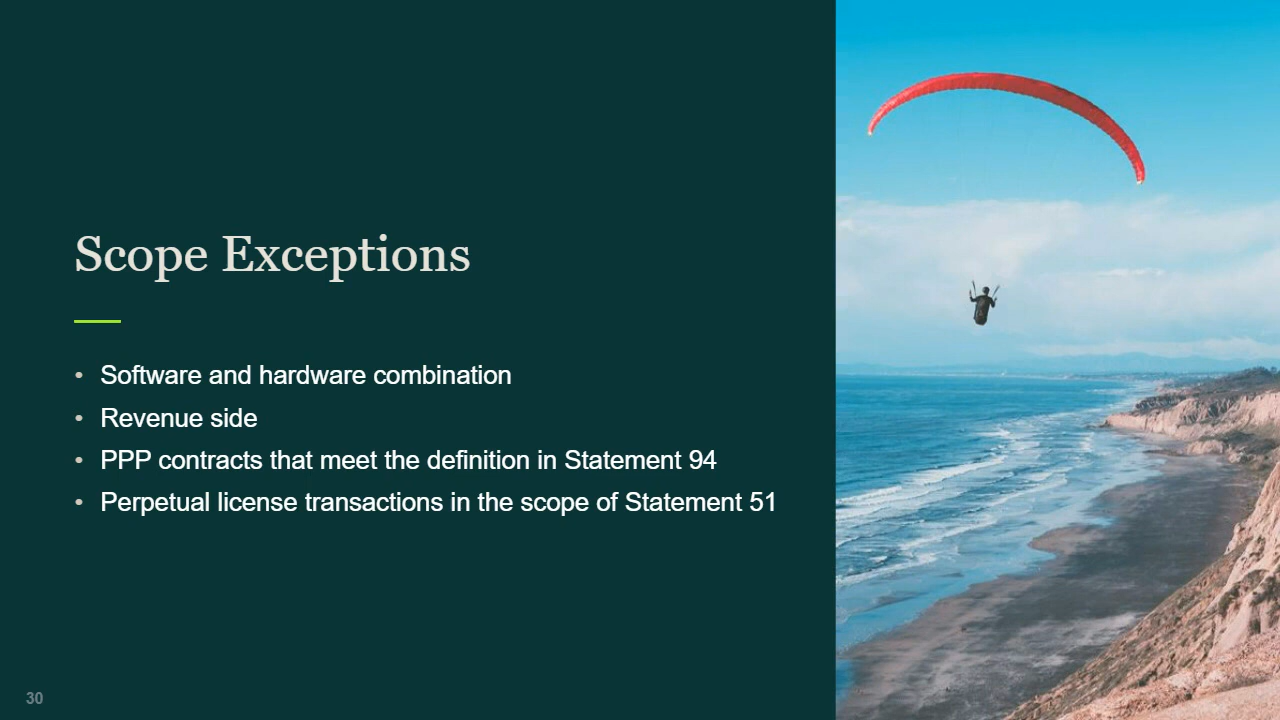 Scope Exceptions
• Software and hardware combination
• Revenue side
• PPP contracts that meet the definition in Statement 94
• Perpetual license transactions in the scope of Statement 51
30